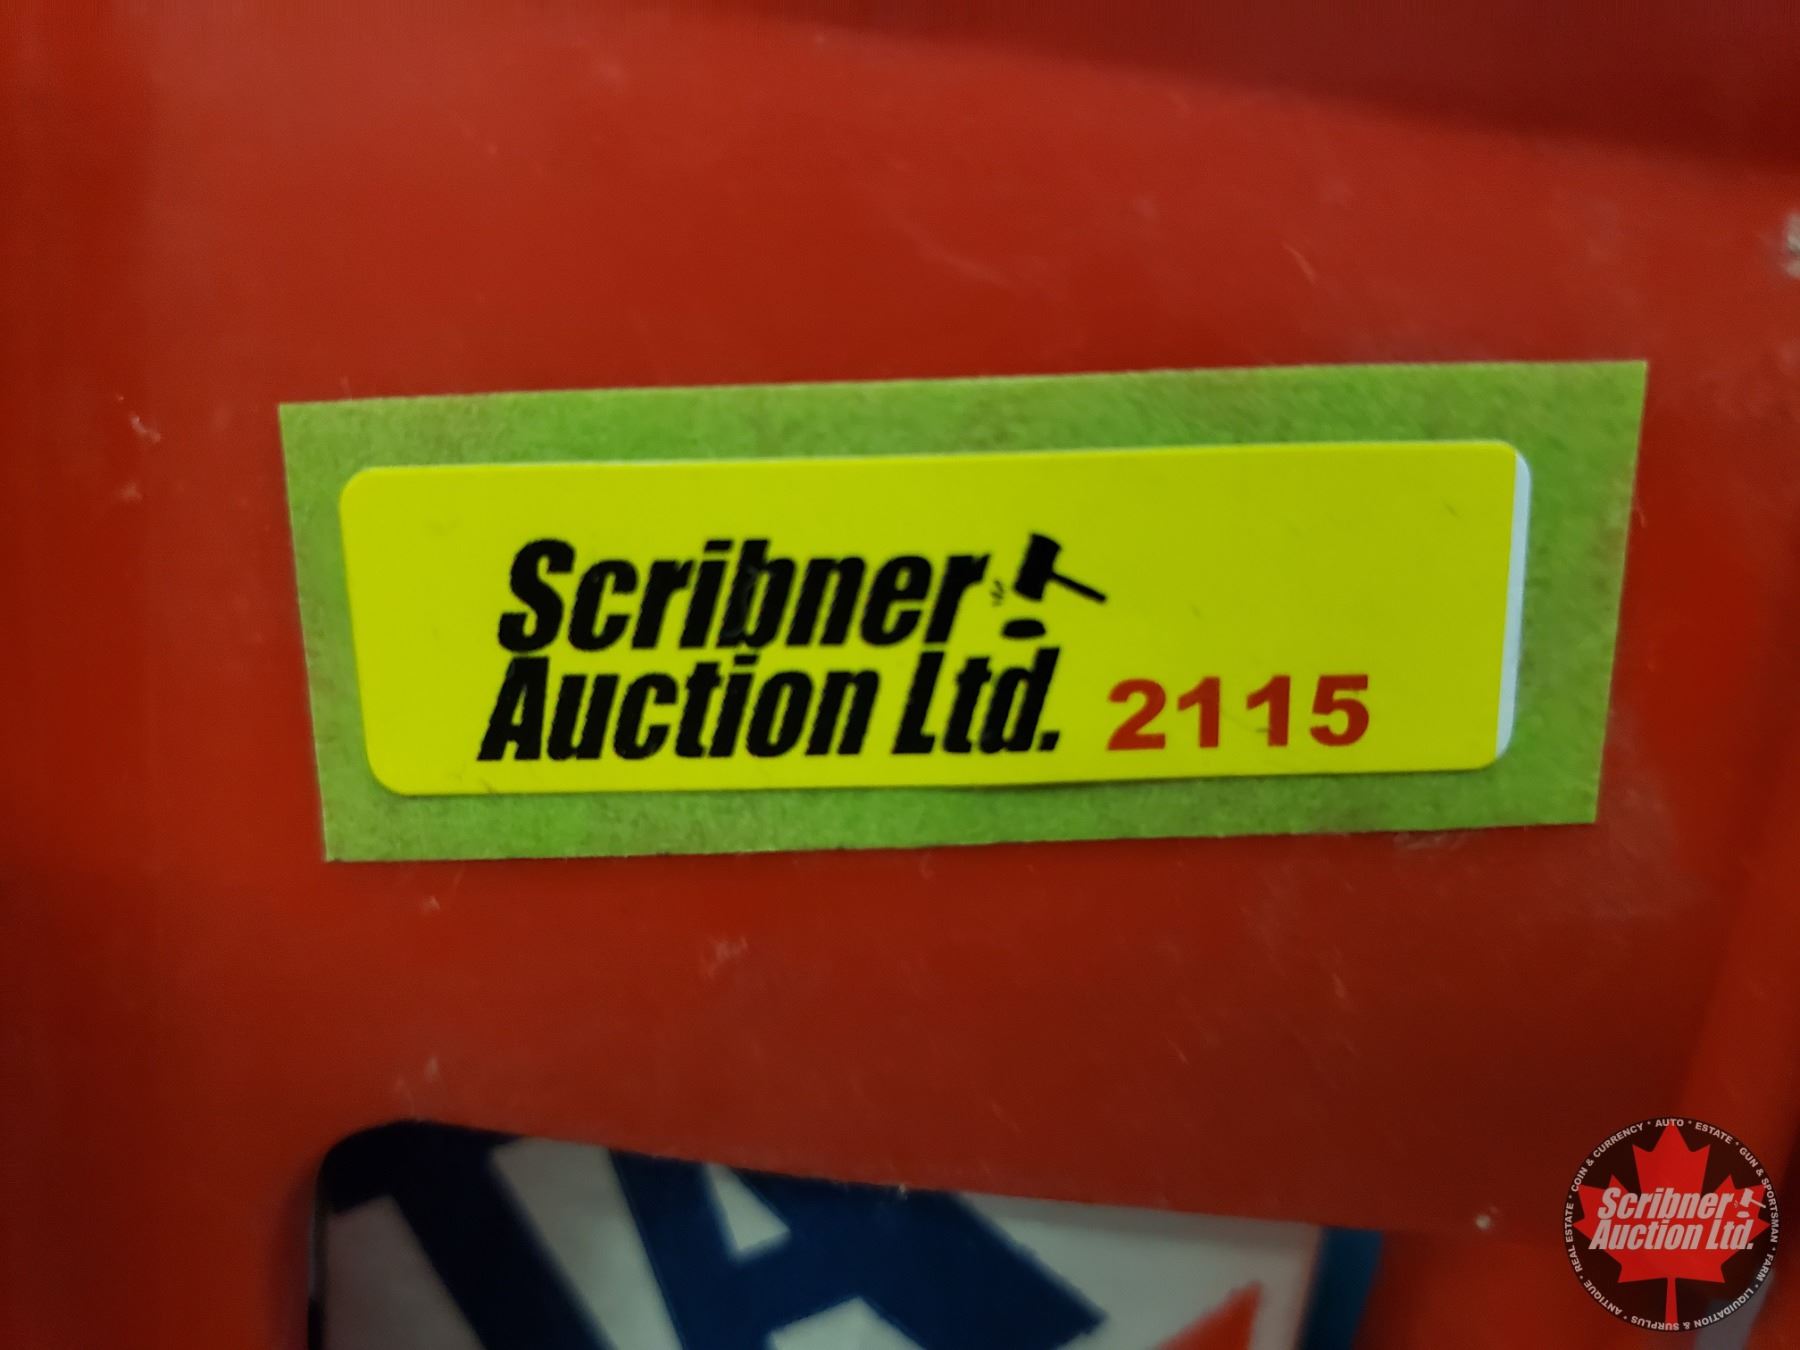 Scribner
Auction Ltd. 2115
COIN & CURRENCY * AUTO * ESTATE * GUN & SPORTSMAN * FARM * LIQUIDATION & SURPLUS * ANTIQUE * REAL ESTATE *
Scribner
Auction Ltd.